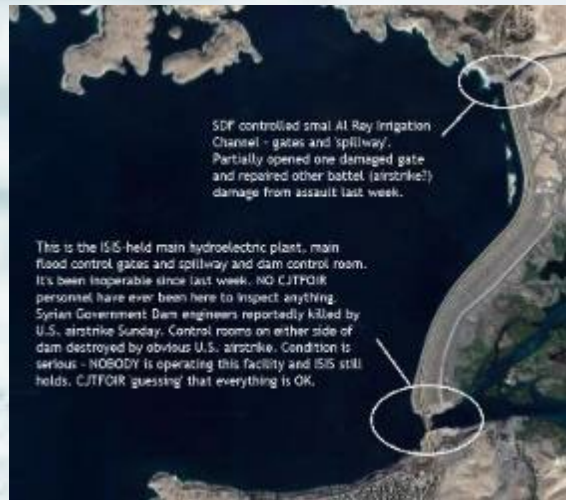 SDF controlled smal Al Rey Irrigation
Channel - gates and 'spillway'.
Partially opened one damaged gate
and repaired other battel (airstrike?)
damage from assault last week.
This is the ISIS-held main hydroelectric plant, main
flood control gates and spillway and dam control room.
It's been inoperable since last week. NO CJTFOIR
personnel have ever been here to inspect anything.
Syrian Government Dam engineers reportedly killed by
U.S. airstrike Sunday. Control rooms on either side of
dam destroyed by obvious U.S. airstrike. Condition is
serious - NOBODY is operating this facility and ISIS still
holds. CJTFOIR 'guessing' that everything is OK.